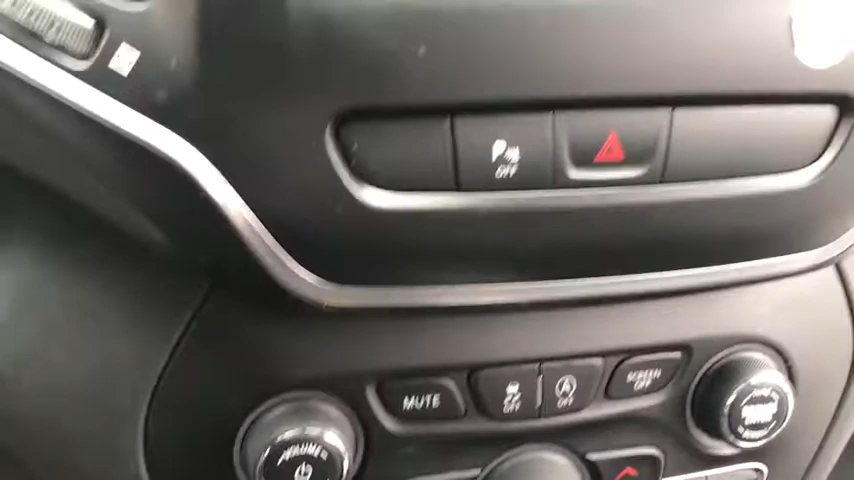 P OFF
MUTE
OFF
A OFF
SCREEN OFF
VOLUME